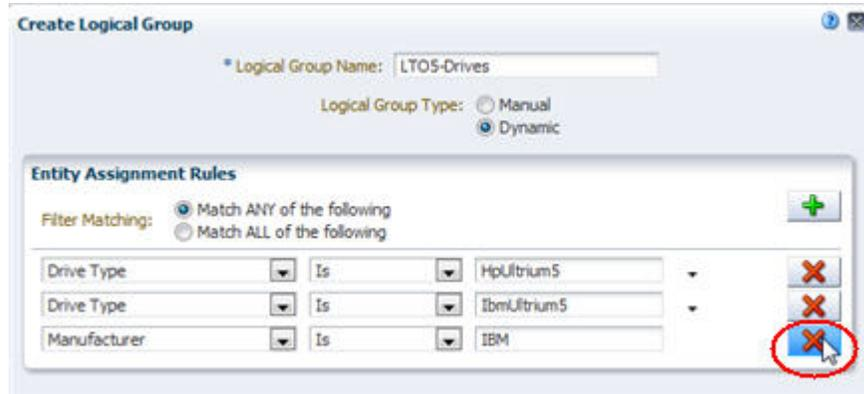 Create Logical Group
* Logical Group Name: LTO5-Drives
Logical Group Type: Manual
Dynamic
Entity Assignment Rules
Filter Matching: Match ANY of the following
Match ALL of the following
Drive Type Is HpUltrium5
Drive Type Is IbmUltrium5
Manufacturer Is IBM